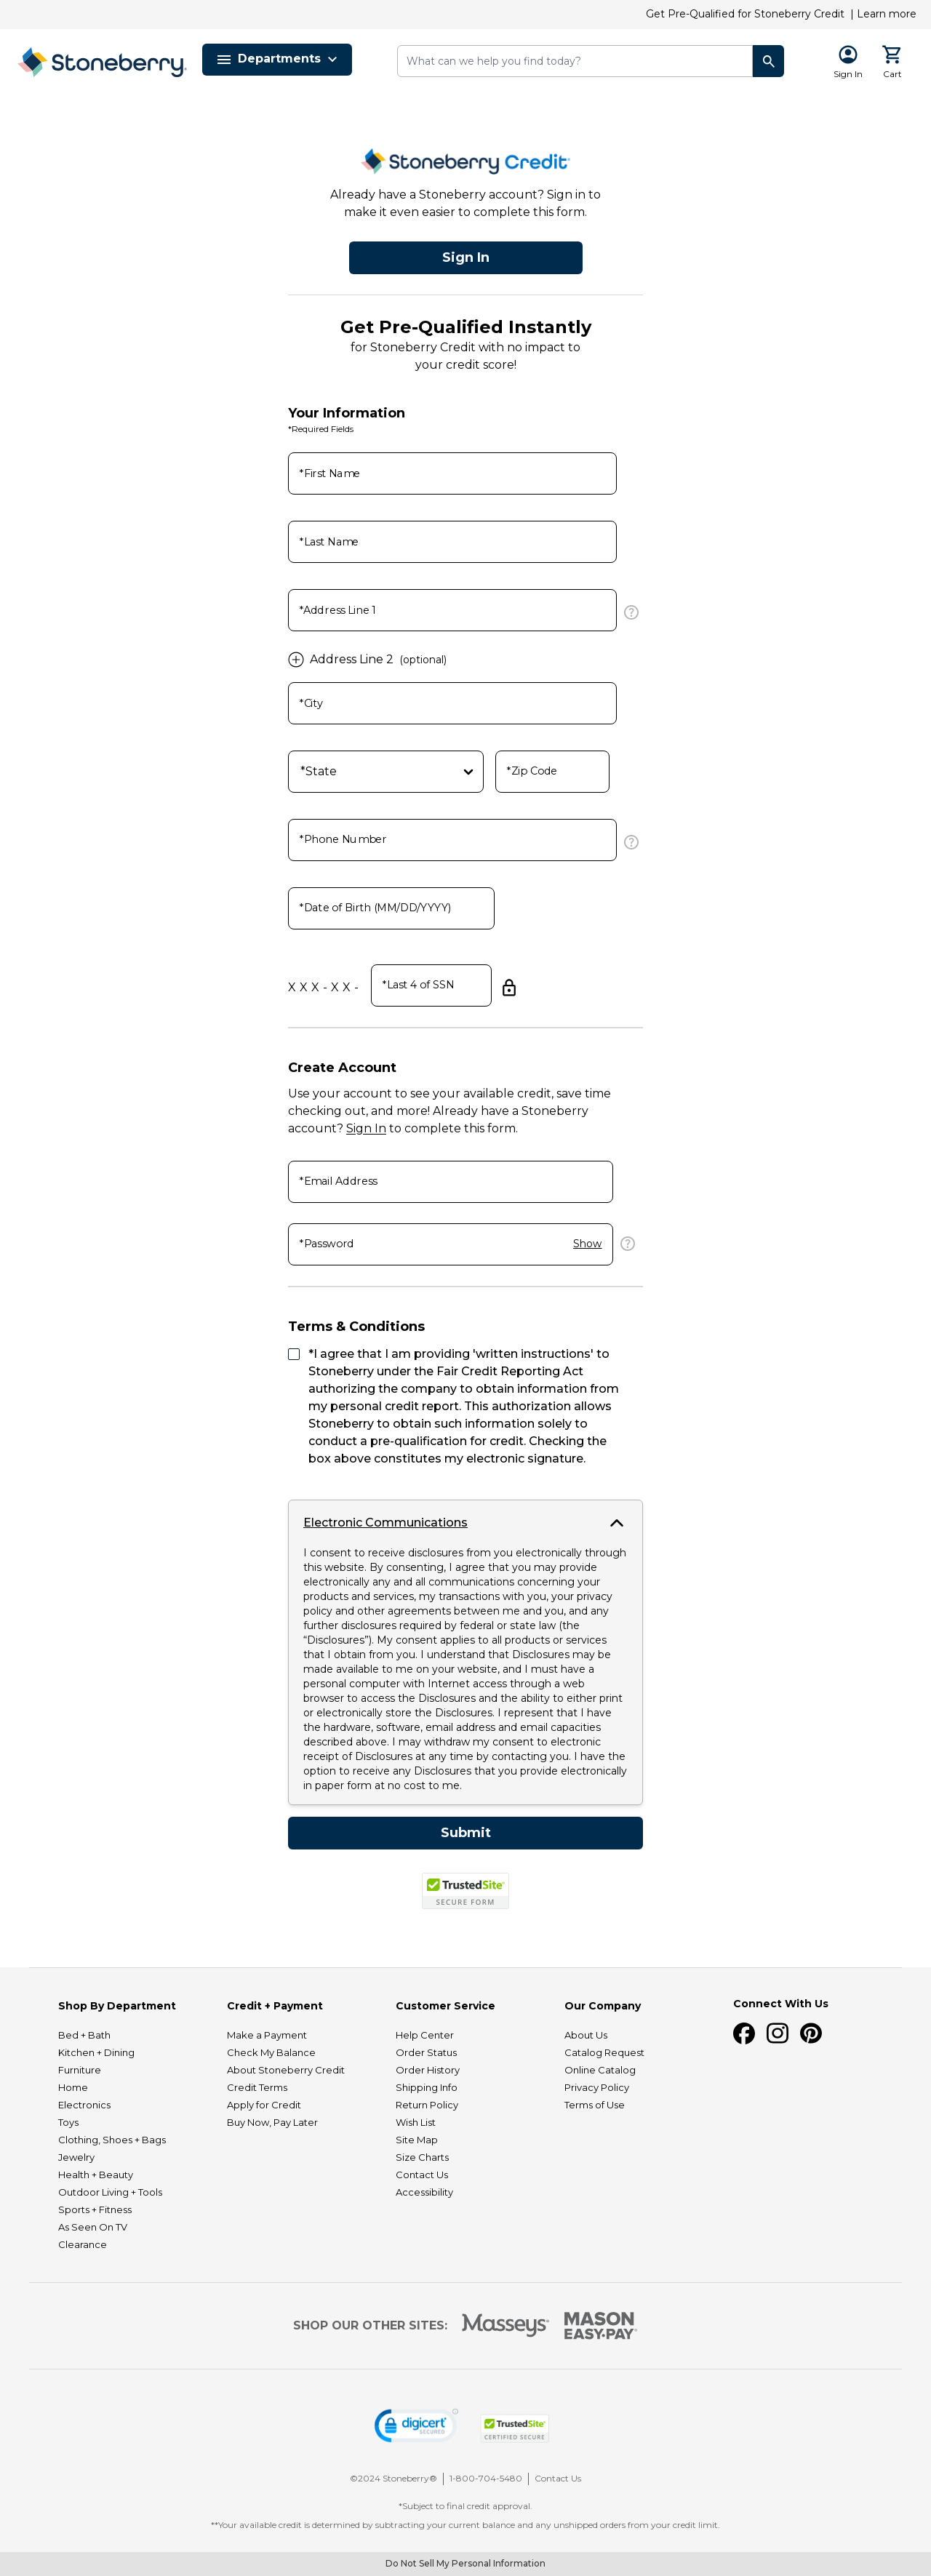 Get Pre-Qualified for Stoneberry Credit | Learn more
Stoneberry
Departments
What can we help you find today?
Sign In
Cart
Stoneberry Credit
Already have a Stoneberry account? Sign in to
make it even easier to complete this form.
Sign In
Get Pre-Qualified Instantly
for Stoneberry Credit with no impact to
your credit score!
Your Information
*Required Fields
*First Name
*Last Name
*Address Line 1
?
Address Line 2 (optional)
*City
*State
*Zip Code
*Phone Number
?
*Date of Birth (MM/DD/YYYY)
X X X - X X -
*Last 4 of SSN
Create Account
Use your account to see your available credit, save time
checking out, and more! Already have a Stoneberry
account? Sign In to complete this form.
*Email Address
*Password
Show
?
Terms & Conditions
*I agree that I am providing 'written instructions' to
Stoneberry under the Fair Credit Reporting Act
authorizing the company to obtain information from
my personal credit report. This authorization allows
Stoneberry to obtain such information solely to
conduct a pre-qualification for credit. Checking the
box above constitutes my electronic signature.
Electronic Communications
I consent to receive disclosures from you electronically through
this website. By consenting, I agree that you may provide
electronically any and all communications concerning your
products and services, my transactions with you, your privacy
policy and other agreements between me and you, and any
further disclosures required by federal or state law (the
“Disclosures”). My consent applies to all products or services
that I obtain from you. I understand that Disclosures may be
made available to me on your website, and I must have a
personal computer with Internet access through a web
browser to access the Disclosures and the ability to either print
or electronically store the Disclosures. I represent that I have
the hardware, software, email address and email capacities
described above. I may withdraw my consent to electronic
receipt of Disclosures at any time by contacting you. I have the
option to receive any Disclosures that you provide electronically
in paper form at no cost to me.
Submit
TrustedSite
SECURE FORM
Shop By Department
Bed + Bath
Kitchen + Dining
Furniture
Home
Electronics
Toys
Clothing, Shoes + Bags
Jewelry
Health + Beauty
Outdoor Living + Tools
Sports + Fitness
As Seen On TV
Clearance
Credit + Payment
Make a Payment
Check My Balance
About Stoneberry Credit
Credit Terms
Apply for Credit
Buy Now, Pay Later
Customer Service
Help Center
Order Status
Order History
Shipping Info
Return Policy
Wish List
Site Map
Size Charts
Contact Us
Accessibility
Our Company
About Us
Catalog Request
Online Catalog
Privacy Policy
Terms of Use
Connect With Us
SHOP OUR OTHER SITES:
Masseys
MASON
EASY•PAY
digicert
SECURED
TrustedSite
CERTIFIED SECURE
©2024 Stoneberry® | 1-800-704-5480 | Contact Us
*Subject to final credit approval.
**Your available credit is determined by subtracting your current balance and any unshipped orders from your credit limit.
Do Not Sell My Personal Information